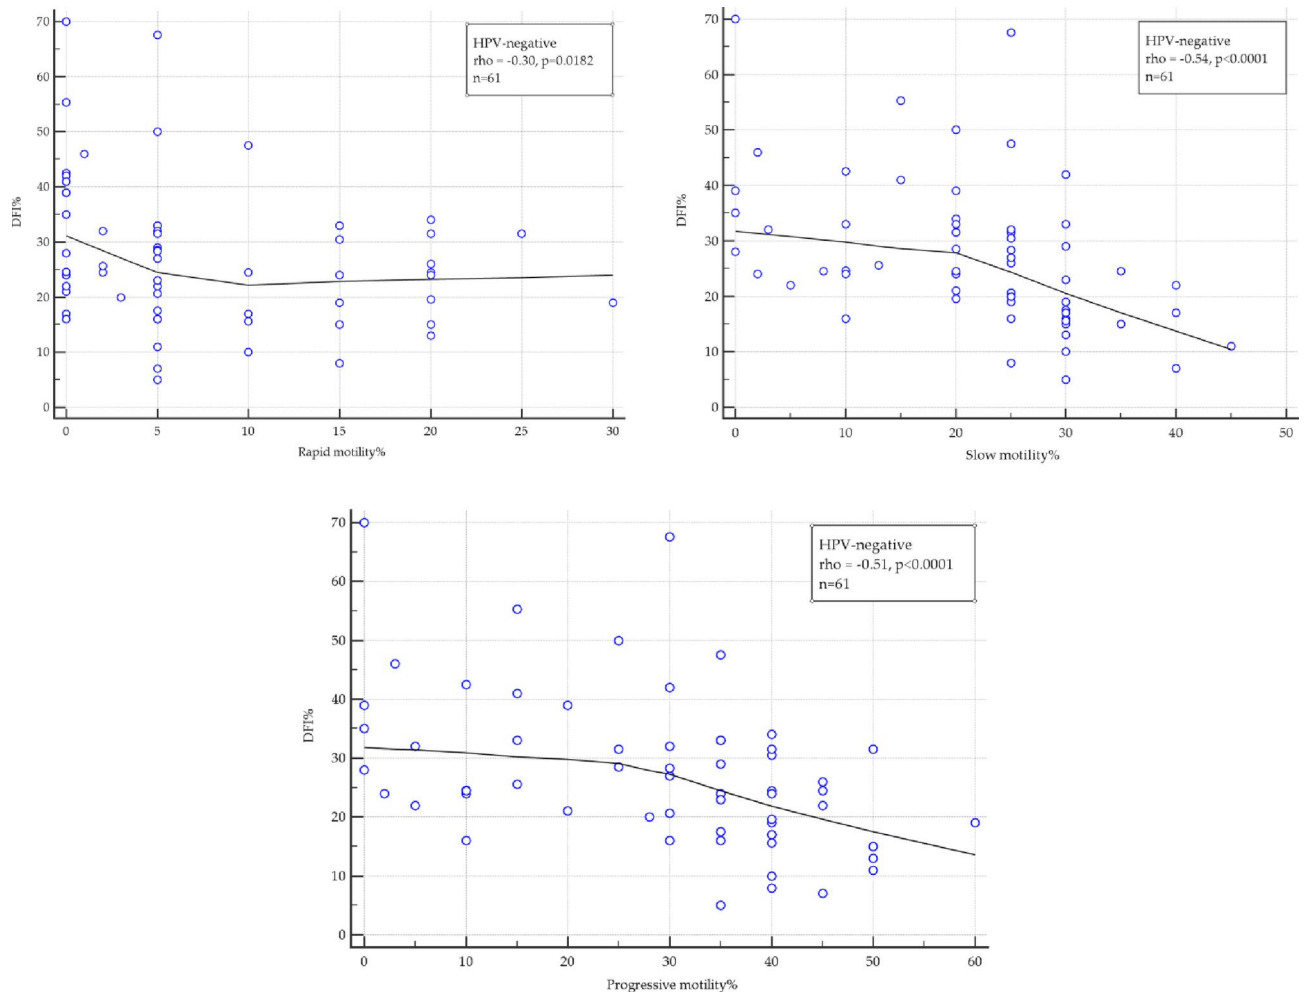 HPV-negative
rho = -0.30, p=0.0182
n=61
70
60
50
40
30
20
10
0
DFI%
0 5 10 15 20 25 30
Rapid motility%
HPV-negative
rho = -0.54, p<0.0001
n=61
70
60
50
40
30
20
10
0
DFI%
0 10 20 30 40 50
Slow motility%
HPV-negative
rho = -0.51, p<0.0001
n=61
70
60
50
40
30
20
10
0
DFI%
0 10 20 30 40 50 60
Progressive motility%